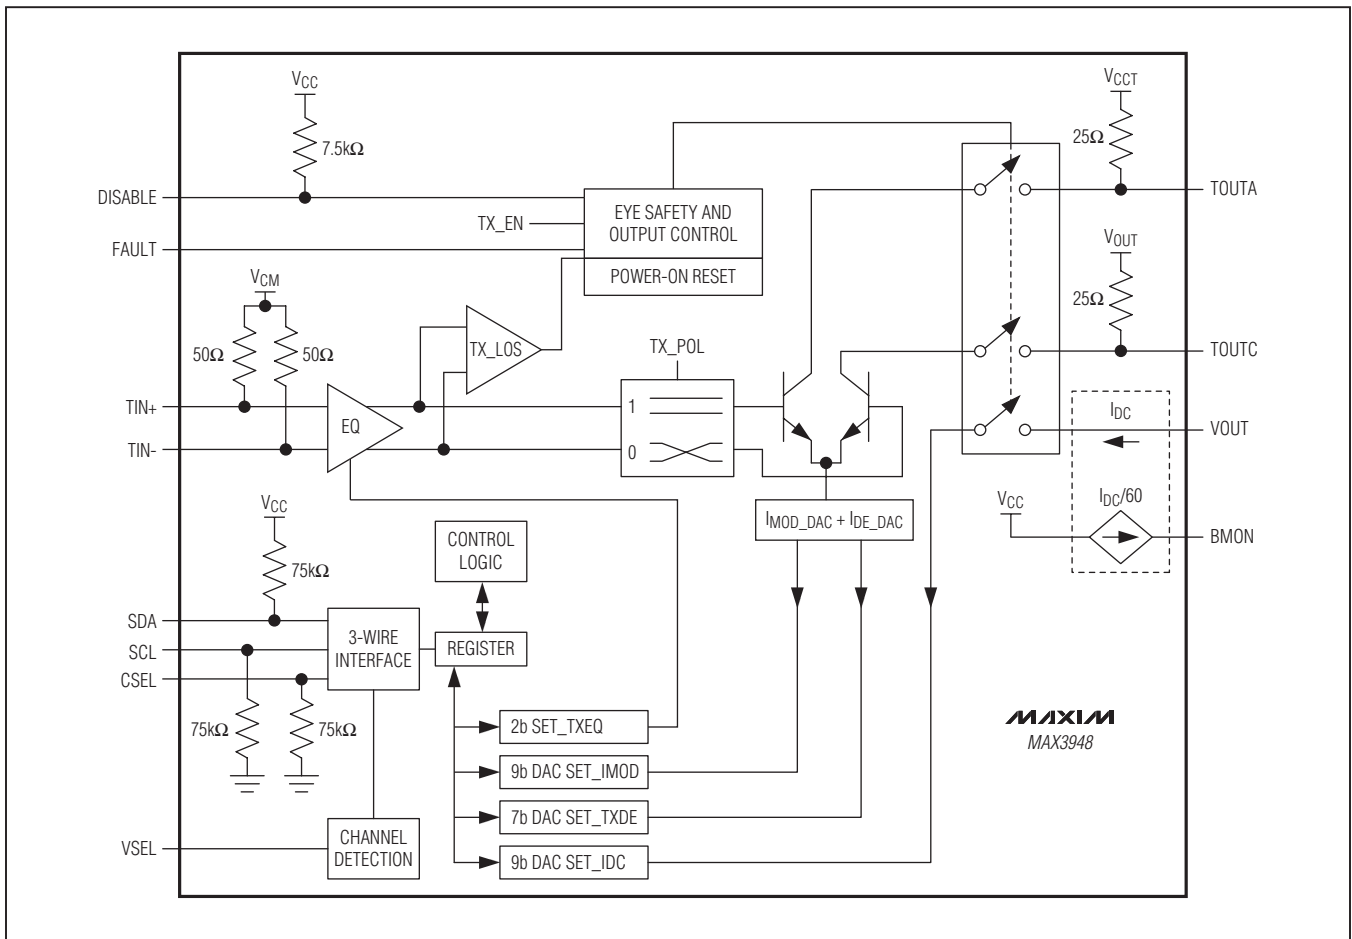 VCC
7.5kΩ
DISABLE
TX_EN
FAULT
EYE SAFETY AND
OUTPUT CONTROL
POWER-ON RESET
VCCT
25Ω
TOUTA
VOUT
25Ω
TOUTC
VCM
50Ω
50Ω
TX_LOS
TX_POL
TIN+
TIN-
EQ
1
0
IDC
VOUT
VCC
IDC/60
BMON
IMOD_DAC + IDE_DAC
VCC
75kΩ
CONTROL
LOGIC
SDA
SCL
CSEL
3-WIRE
INTERFACE
REGISTER
75kΩ
75kΩ
2b SET_TXEQ
9b DAC SET_IMOD
7b DAC SET_TXDE
9b DAC SET_IDC
VSEL
CHANNEL
DETECTION
MAXIM
MAX3948